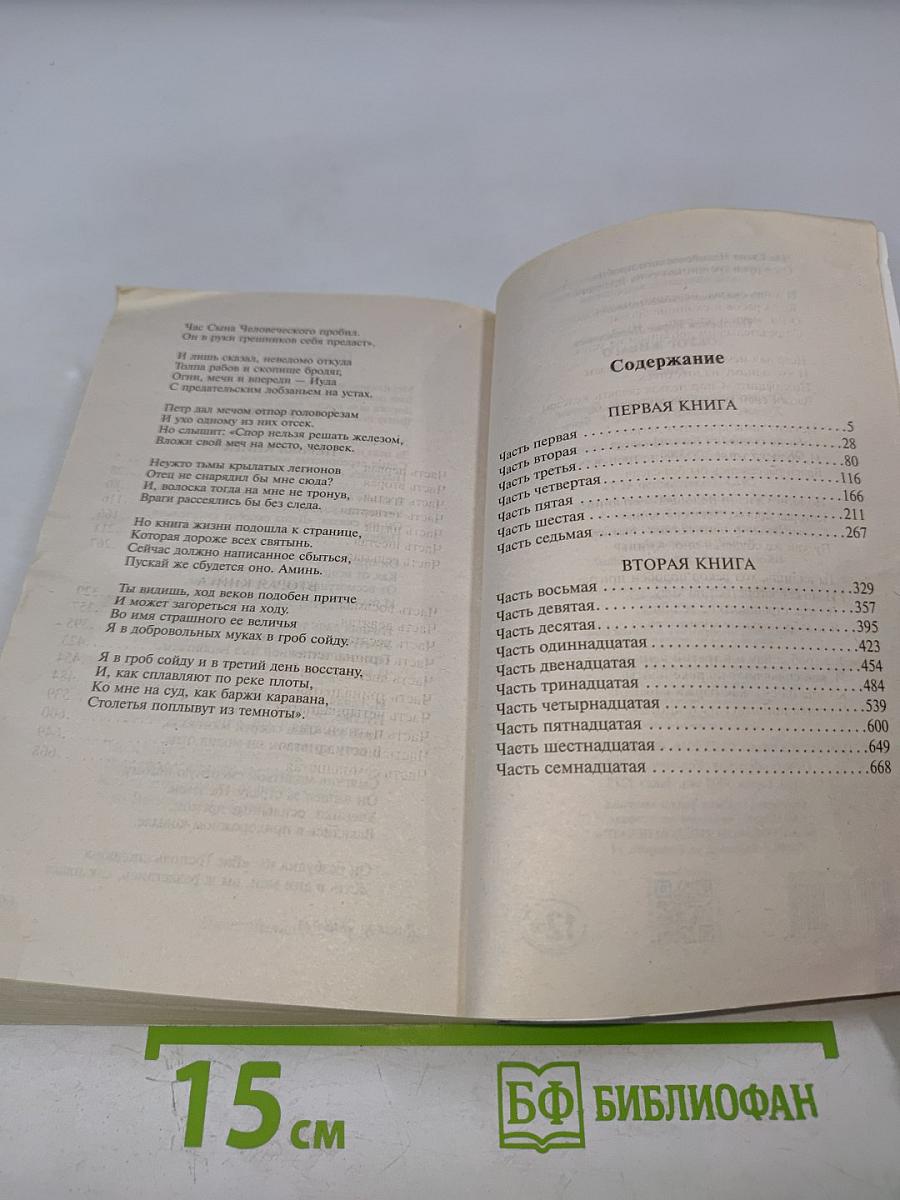 Час Сына Человеческого пробил.
Он в руки грешников себя предаст».
И лишь сказал, неведомо откуда
Толпа рабов и скопище бродяг,
Огни, мечи и впереди — Иуда
С предательским лобзаньем на устах.
Петр дал мечом отпор головорезам
И ухо одному из них отсек.
Но слышит: «Спор нельзя решать железом,
Вложи свой меч на место, человек.
Неужто тьмы крылатых легионов
Отец не снарядил бы мне сюда?
И, волоска тогда на мне не тронув,
Враги рассеялись бы без следа.
Но книга жизни подошла к странице,
Которая дороже всех святынь.
Сейчас должно написанное сбыться,
Пускай же сбудется оно. Аминь.
Ты видишь, ход веков подобен притче
И может загореться на ходу.
Во имя страшного ее величья
Я в добровольных муках в гроб сойду.
Я в гроб сойду и в третий день восстану,
И, как сплавляют по реке плоты,
Ко мне на суд, как баржи каравана,
Столетья поплывут из темноты».
Содержание
ПЕРВАЯ КНИГА
Часть первая . . . . . . . . . . . . . . . . . . . . . . . . . . .5
Часть вторая . . . . . . . . . . . . . . . . . . . . . . . . . .28
Часть третья. . . . . . . . . . . . . . . . . . . . . . . . . . .80
Часть четвертая. . . . . . . . . . . . . . . . . . . . . . . .116
Часть пятая . . . . . . . . . . . . . . . . . . . . . . . . . .166
Часть шестая . . . . . . . . . . . . . . . . . . . . . . . . .211
Часть седьмая . . . . . . . . . . . . . . . . . . . . . . . .267
ВТОРАЯ КНИГА
Часть восьмая . . . . . . . . . . . . . . . . . . . . . . . .329
Часть девятая. . . . . . . . . . . . . . . . . . . . . . . . .357
Часть десятая. . . . . . . . . . . . . . . . . . . . . . . . .395
Часть одиннадцатая . . . . . . . . . . . . . . . . . . . .423
Часть двенадцатая . . . . . . . . . . . . . . . . . . . . .454
Часть тринадцатая . . . . . . . . . . . . . . . . . . . . .484
Часть четырнадцатая . . . . . . . . . . . . . . . . . . .539
Часть пятнадцатая . . . . . . . . . . . . . . . . . . . . .600
Часть шестнадцатая . . . . . . . . . . . . . . . . . . . .649
Часть семнадцатая . . . . . . . . . . . . . . . . . . . . .668
15 см
БФ БИБЛИОФАН